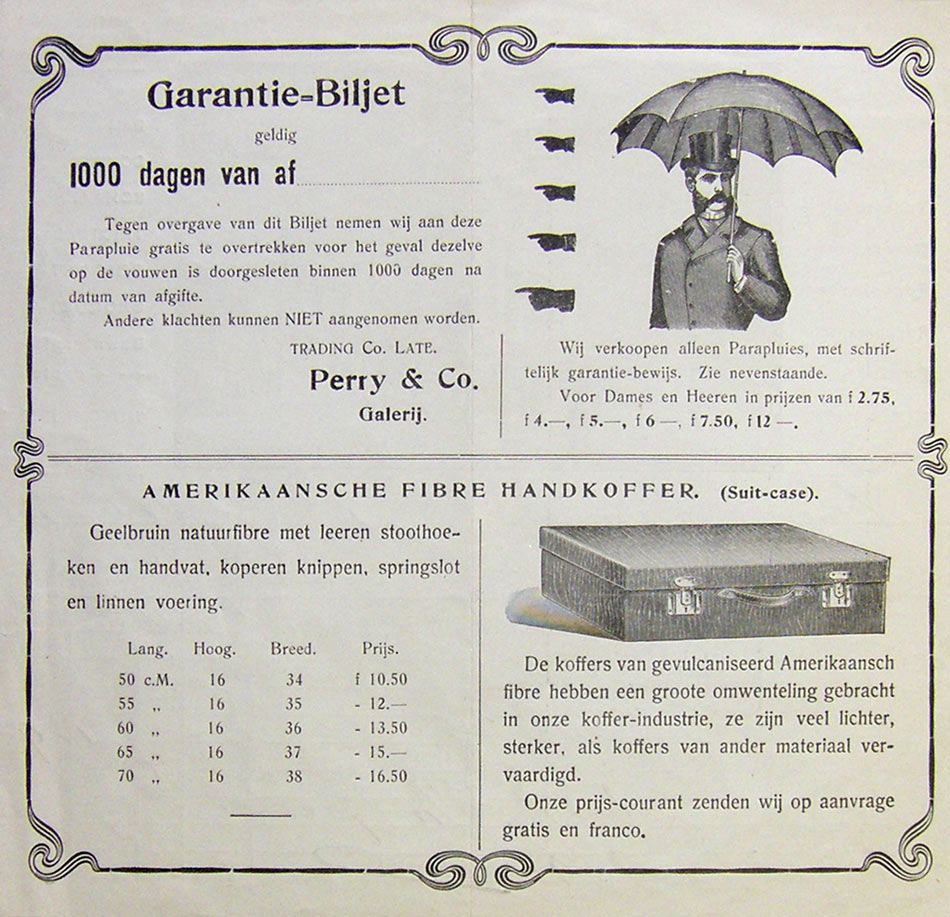 Garantie=Biljet
geldig
1000 dagen van af
Tegen overgave van dit Biljet nemen wij aan deze
Parapluie gratis te overtrekken voor het geval dezelve
op de vouwen is doorgesleten binnen 1000 dagen na
datum van afgifte.
Andere klachten kunnen NIET aangenomen worden.
TRADING Co. LATE.
Perry & Co.
Galerij.
Wij verkoopen alleen Parapluies, met schrif-
telijk garantie-bewijs. Zie nevenstaande.
Voor Dames en Heeren in prijzen van f 2.75,
f 4.—, f 5.—, f 6 —, f 7.50, f 12 —.
AMERIKAANSCHE FIBRE HANDKOFFER. (Suit-case).
Geelbruin natuurfibre met leeren stoothoe-
ken en handvat, koperen knippen, springslot
en linnen voering.
Lang. Hoog. Breed. Prijs.
50 c.M. 16 34 f 10.50
55 „ 16 35 - 12.—
60 „ 16 36 - 13.50
65 „ 16 37 - 15.—
70 „ 16 38 - 16.50
De koffers van gevulcaniseerd Amerikaansch
fibre hebben een groote omwenteling gebracht
in onze koffer-industrie, ze zijn veel lichter,
sterker, als koffers van ander materiaal ver-
vaardigd.
Onze prijs-courant zenden wij op aanvrage
gratis en franco.